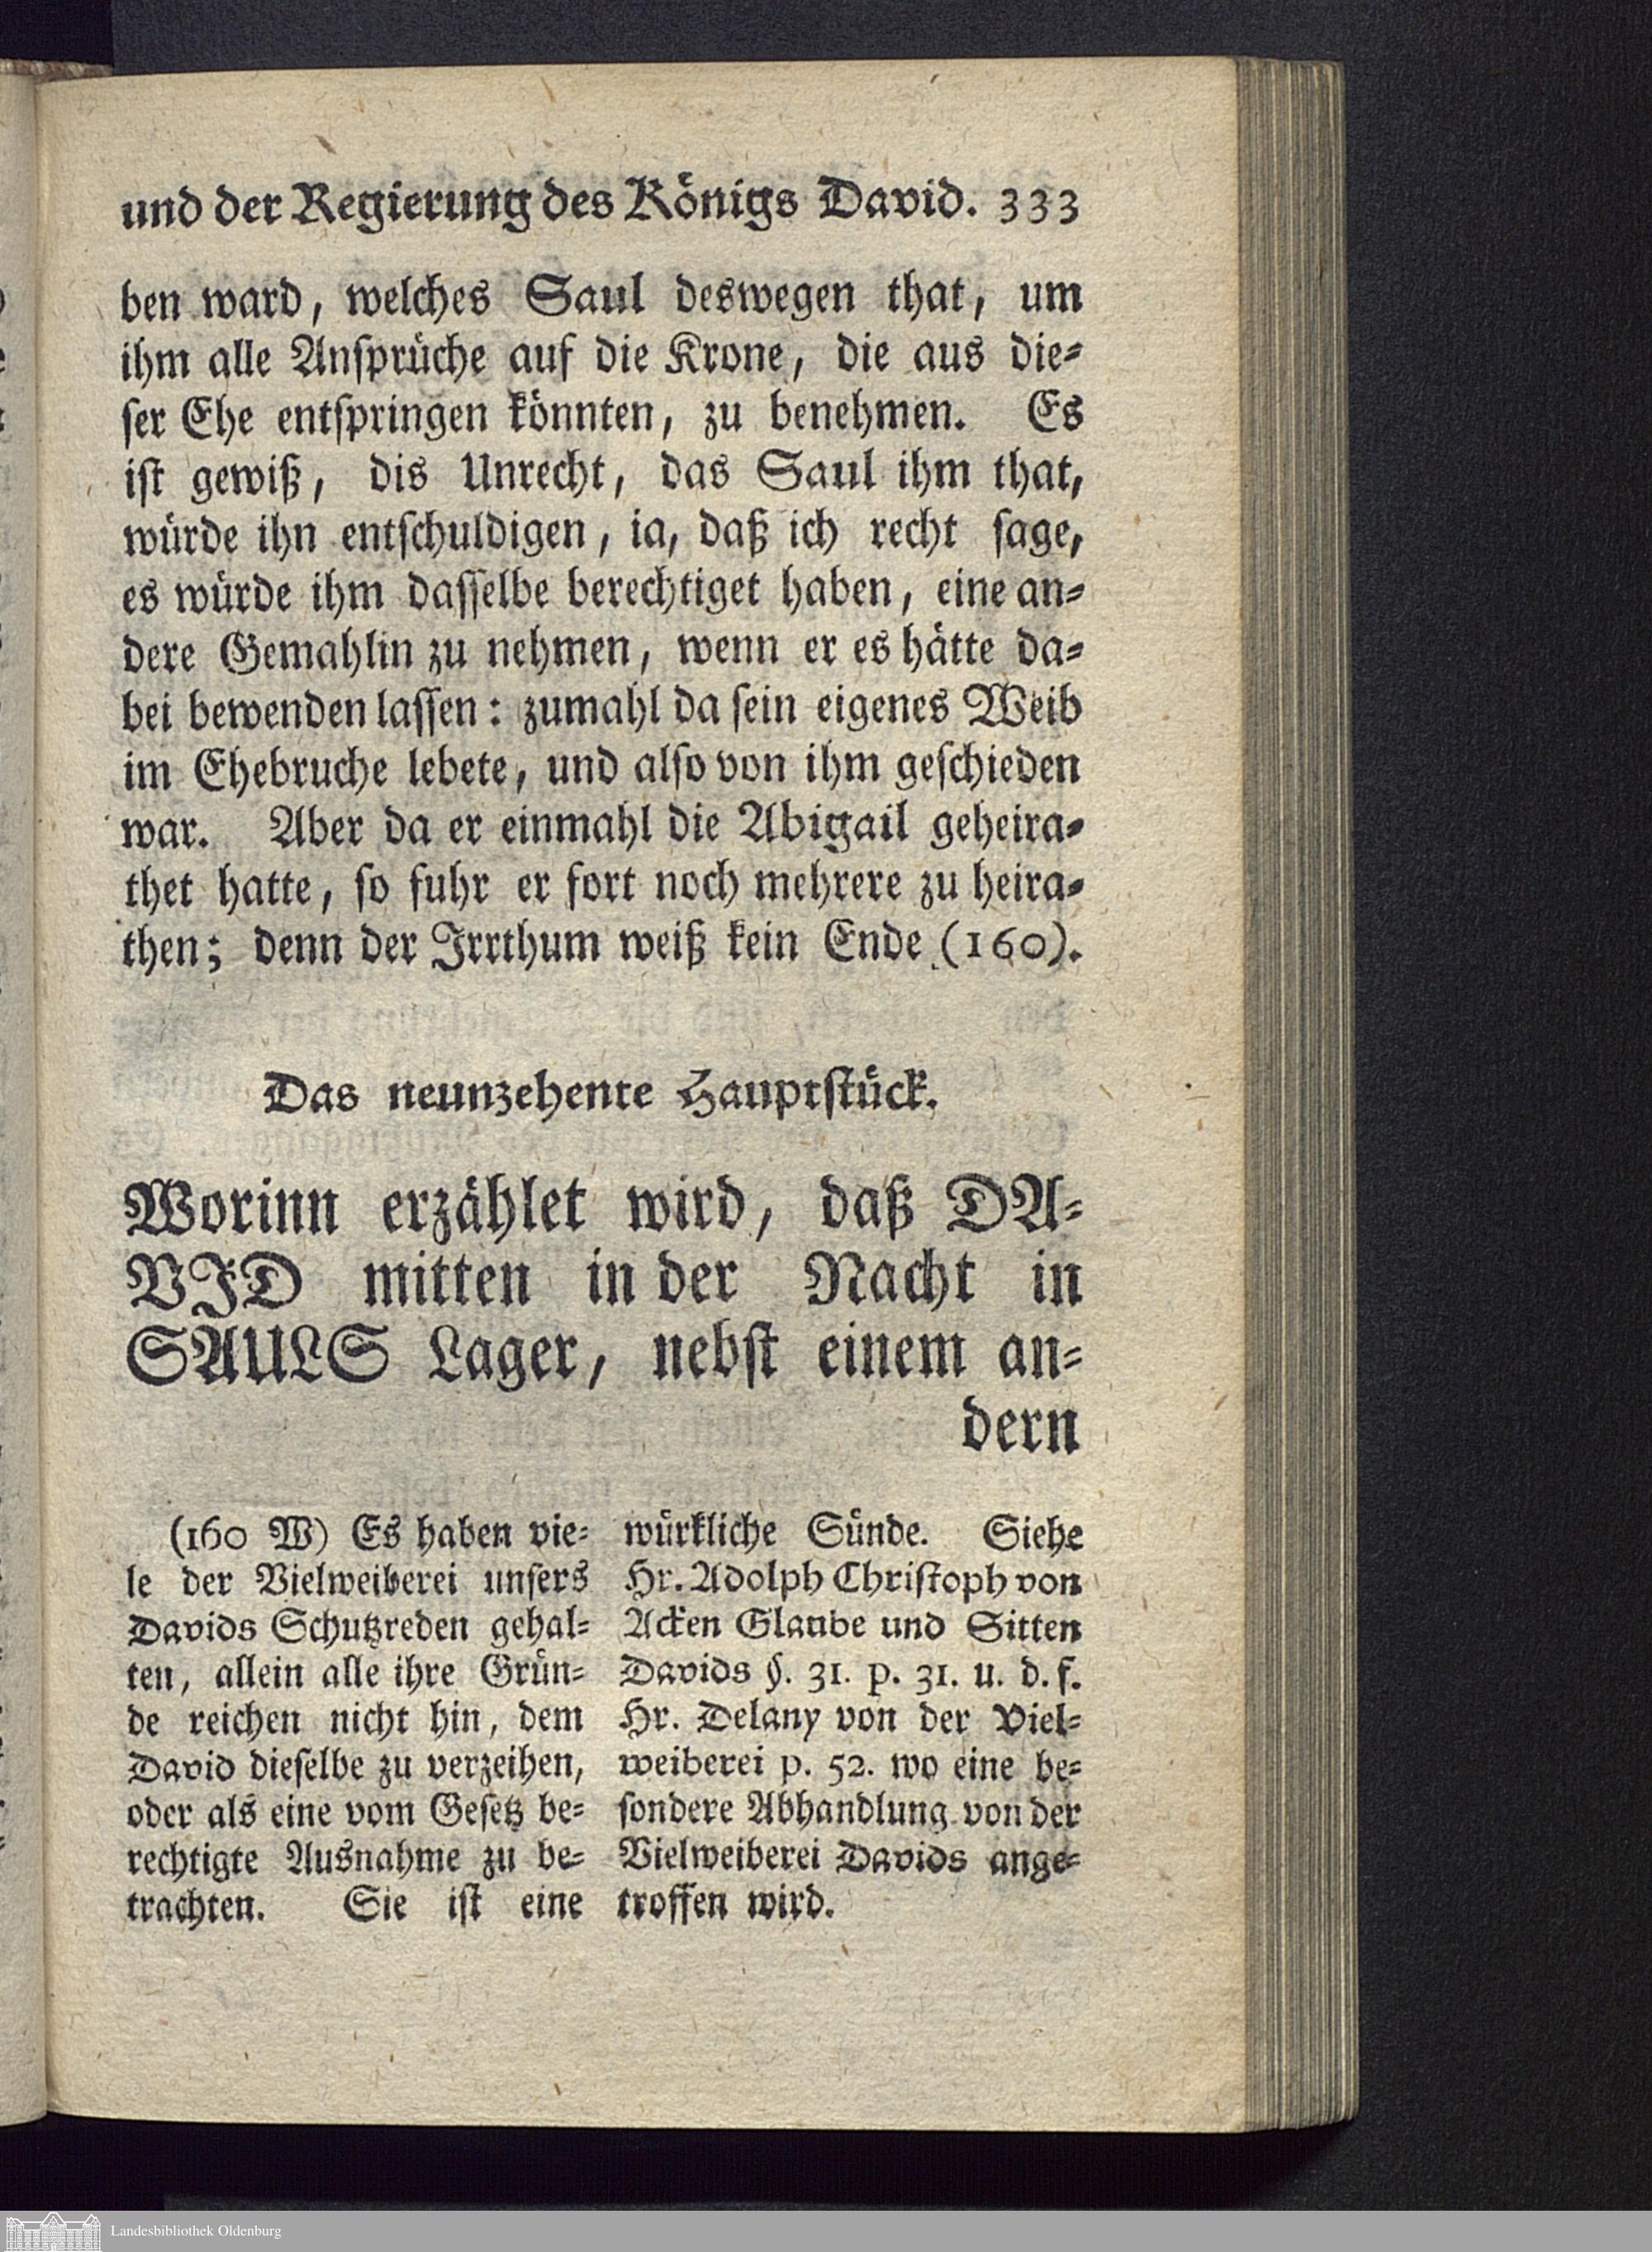 und der Regierung des Königs David. 333
ben ward, welches Saul deswegen that, um
ihm alle Ansprüche auf die Krone, die aus die-
ser Ehe entspringen könnten, zu benehmen. Es
ist gewiß, dis Unrecht, das Saul ihm that,
würde ihn entschuldigen, ia, daß ich recht sage,
es würde ihm dasselbe berechtiget haben, eine an-
dere Gemahlin zu nehmen, wenn er es hätte da-
bei bewenden lassen: zumahl da sein eigenes Weib
im Ehebruche lebete, und also von ihm geschieden
war. Aber da er einmahl die Abigail geheira-
thet hatte, so fuhr er fort noch mehrere zu heira-
then; denn der Irrthum weiß kein Ende (160).
Das neunzehente Hauptstück.
Worinn erzählet wird, daß DA-
VID mitten in der Nacht in
SAULS Lager, nebst einem an-
dern
(160 W) Es haben vie-
le der Vielweiberei unsers
Davids Schutzreden gehal-
ten, allein alle ihre Grün-
de reichen nicht hin, dem
David dieselbe zu verzeihen,
oder als eine vom Gesetz be-
rechtigte Ausnahme zu be-
trachten. Sie ist eine
würkliche Sünde. Siehe
Hr. Adolph Christoph von
Acken Glaube und Sitten
Davids §. 31. p. 31. u. d. f.
Hr. Delany von der Viel-
weiberei p. 52. wo eine be-
sondere Abhandlung von der
Vielweiberei Davids ange-
troffen wird.
Landesbibliothek Oldenburg